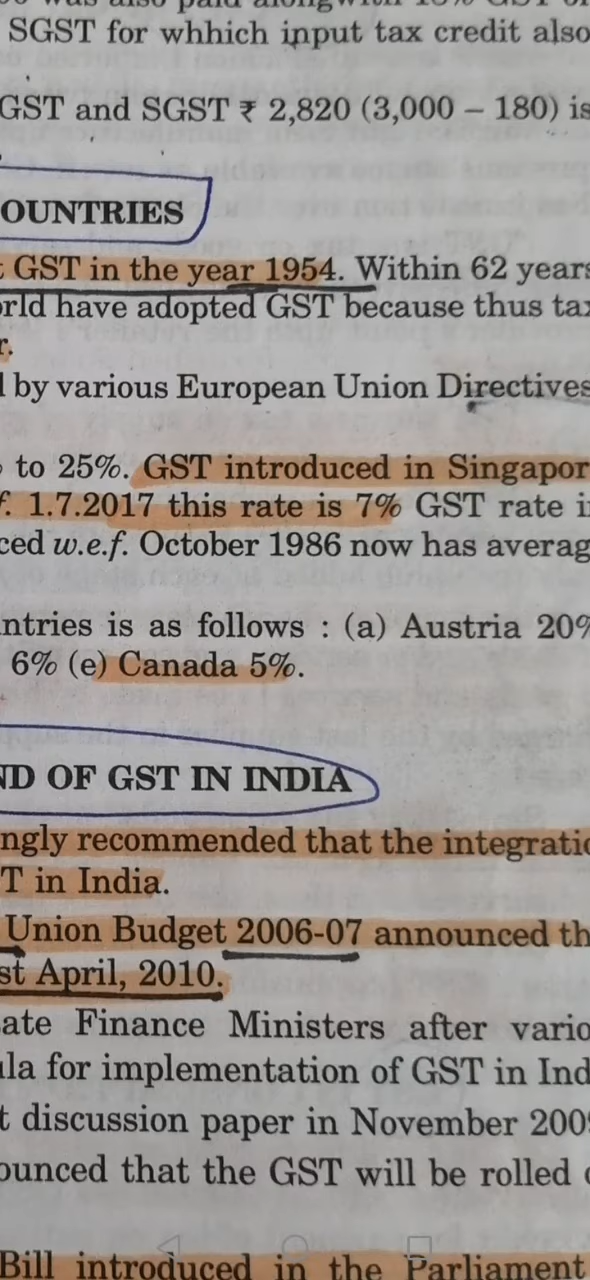 SGST for whhich input tax credit also
GST and SGST ₹ 2,820 (3,000 – 180) is
OUNTRIES
GST in the year 1954. Within 62 years
rld have adopted GST because thus tax
r.
by various European Union Directives
to 25%. GST introduced in Singapor
f. 1.7.2017 this rate is 7% GST rate i
ced w.e.f. October 1986 now has averag
ntries is as follows : (a) Austria 20%
6% (e) Canada 5%.
ND OF GST IN INDIA
ngly recommended that the integratio
T in India.
Union Budget 2006-07 announced th
st April, 2010.
ate Finance Ministers after vario
ula for implementation of GST in Ind
t discussion paper in November 2009
ounced that the GST will be rolled
Bill introduced in the Parliament